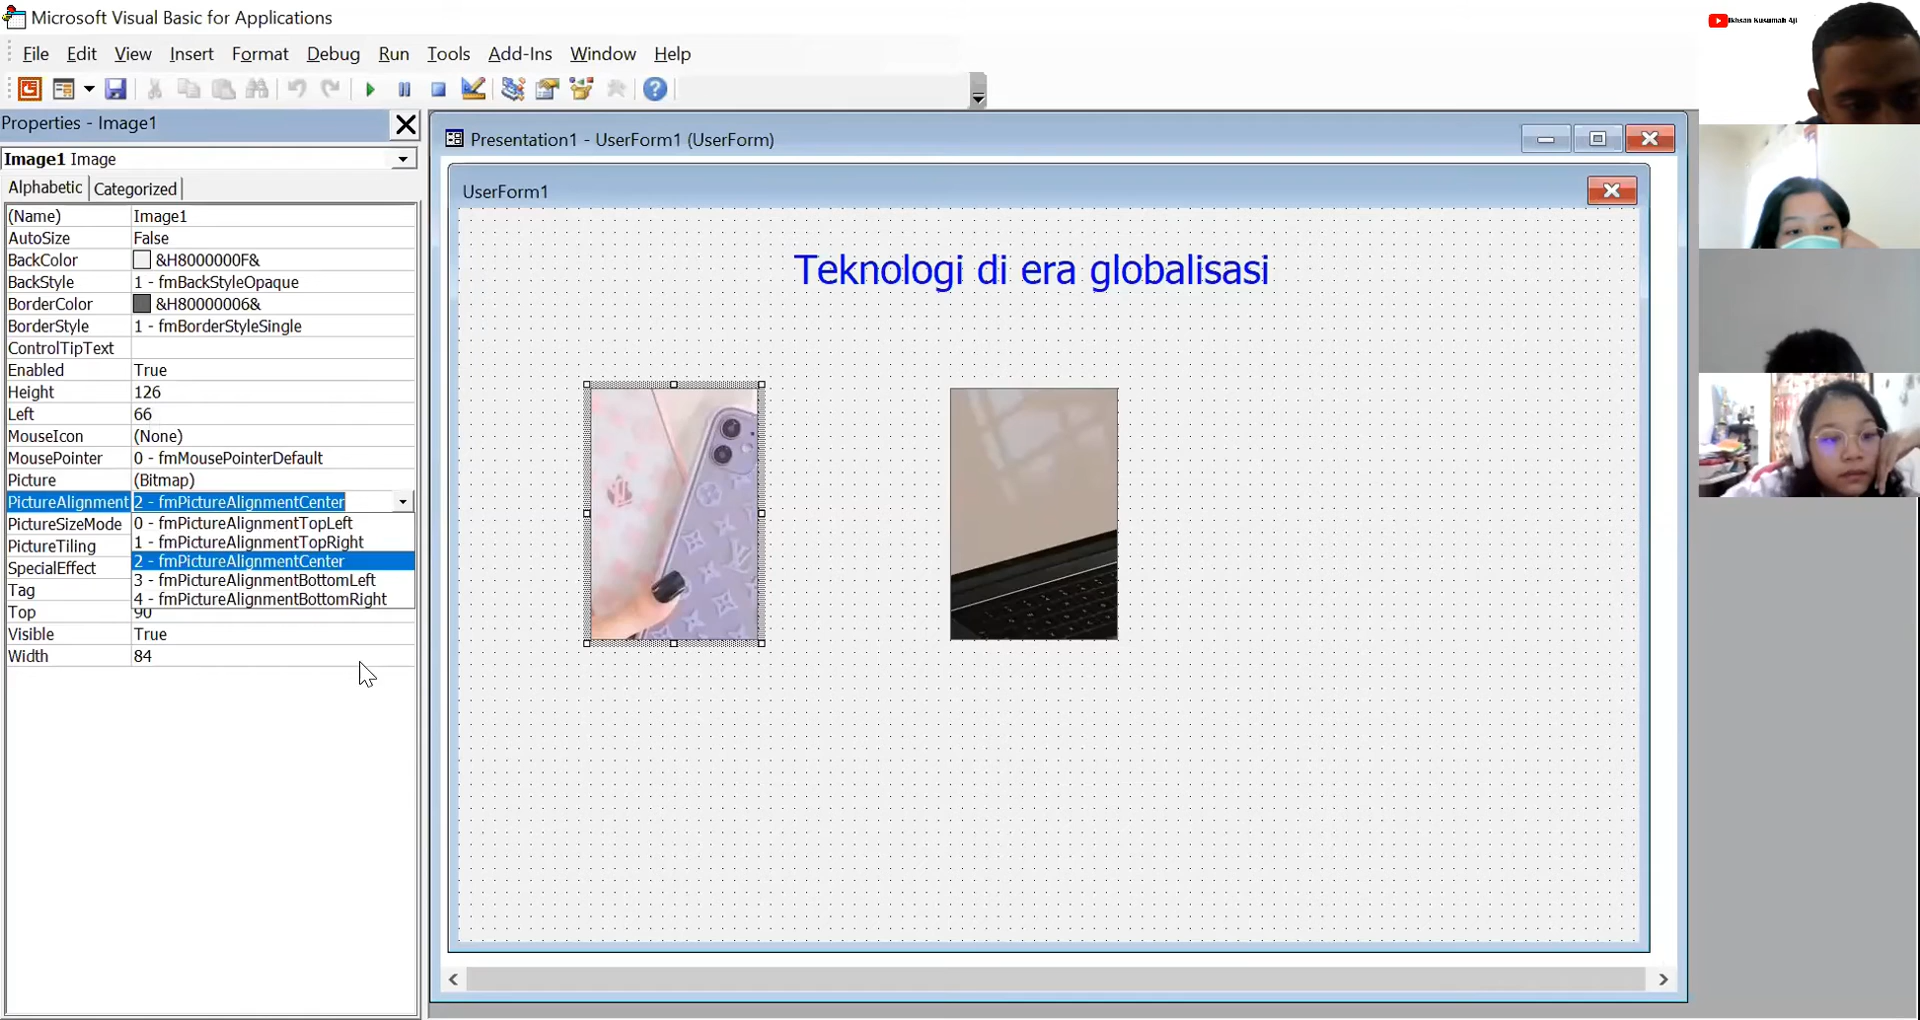 Microsoft Visual Basic for Applications
Ikhsan Kusumah Aji
File Edit View Insert Format Debug Run Tools Add-Ins Window Help
Properties - Image1
Presentation1 - UserForm1 (UserForm)
Image1 Image
Alphabetic Categorized
UserForm1
(Name) Image1
AutoSize False
BackColor &H8000000F&
BackStyle 1 - fmBackStyleOpaque
BorderColor &H80000006&
BorderStyle 1 - fmBorderStyleSingle
ControlTipText
Enabled True
Height 126
Left 66
MouseIcon (None)
MousePointer 0 - fmMousePointerDefault
Picture (Bitmap)
PictureAlignment 2 - fmPictureAlignmentCenter
PictureSizeMode 0 - fmPictureAlignmentTopLeft
1 - fmPictureAlignmentTopRight
PictureTiling
2 - fmPictureAlignmentCenter
SpecialEffect
3 - fmPictureAlignmentBottomLeft
Tag
4 - fmPictureAlignmentBottomRight
Top 90
Visible True
Width 84
Teknologi di era globalisasi